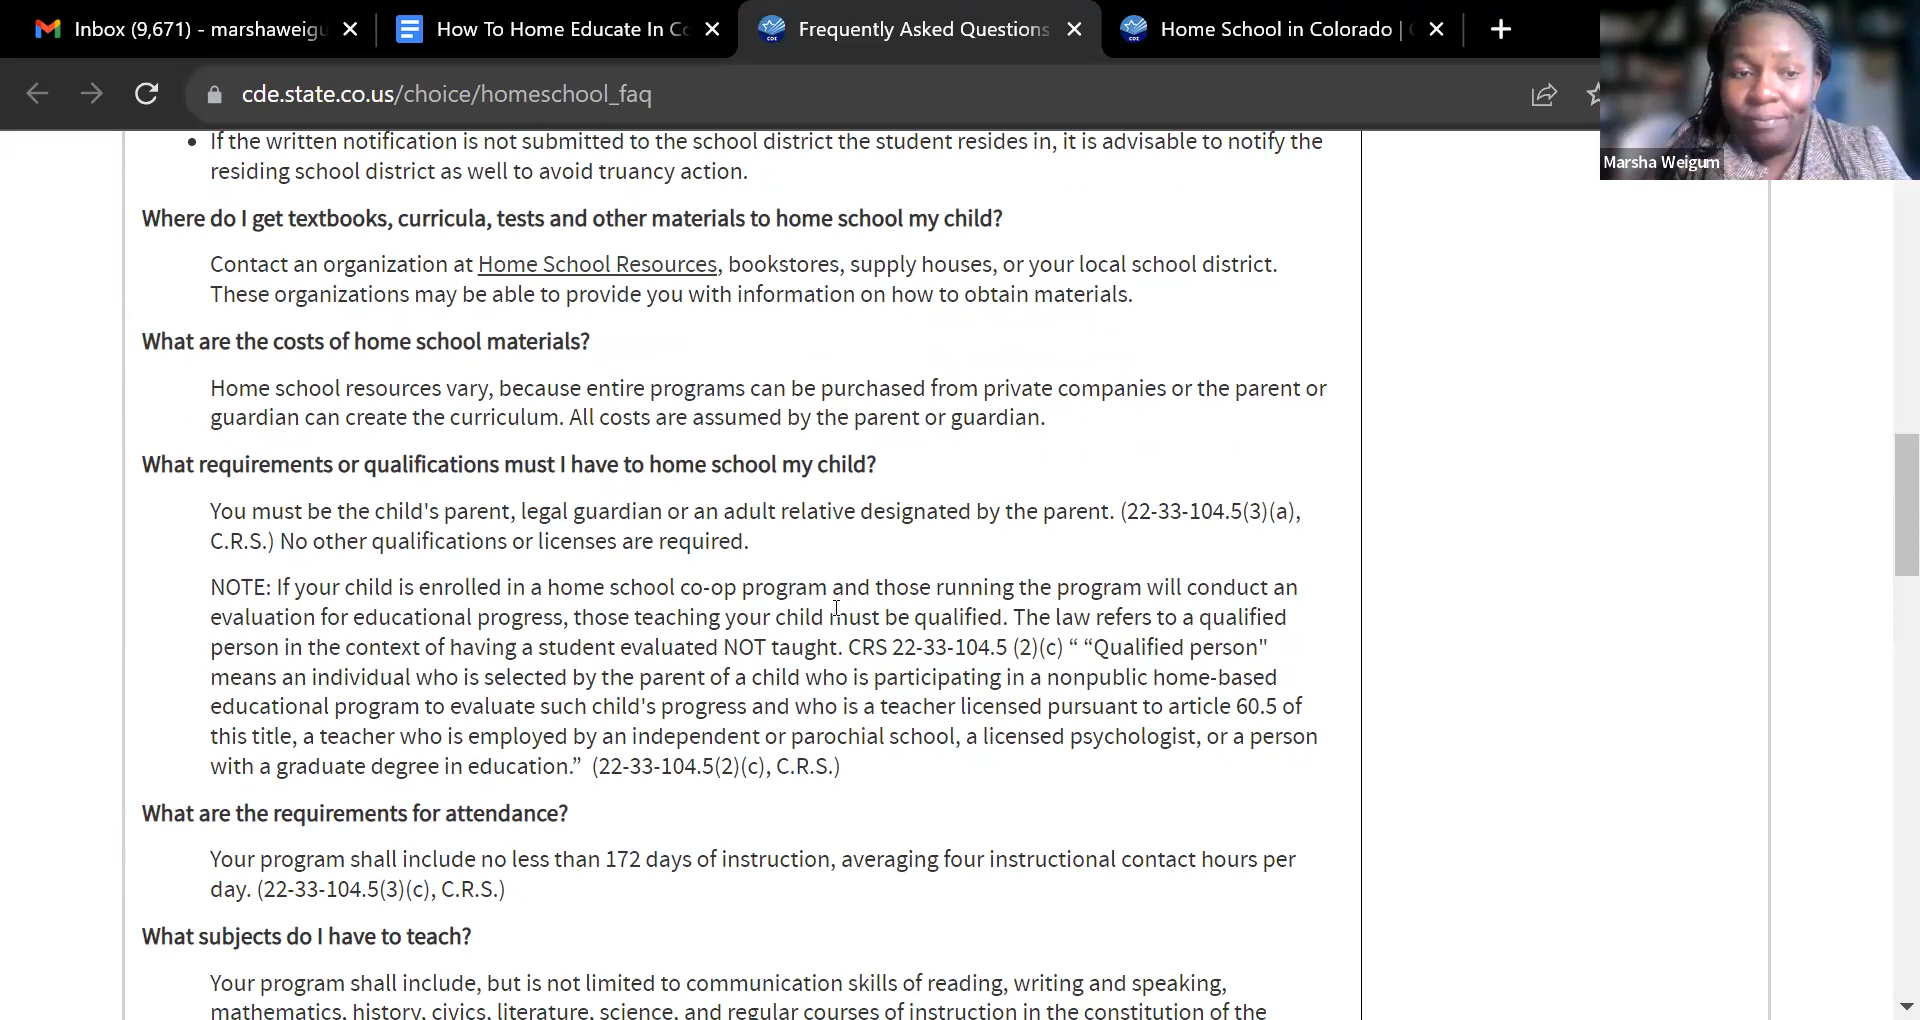 Inbox (9,671) - marshaweigu
How To Home Educate In Co
Frequently Asked Questions
Home School in Colorado |
cde.state.co.us/choice/homeschool_faq
Marsha Weigum
• If the written notification is not submitted to the school district the student resides in, it is advisable to notify the
residing school district as well to avoid truancy action.
Where do I get textbooks, curricula, tests and other materials to home school my child?
Contact an organization at Home School Resources, bookstores, supply houses, or your local school district.
These organizations may be able to provide you with information on how to obtain materials.
What are the costs of home school materials?
Home school resources vary, because entire programs can be purchased from private companies or the parent or
guardian can create the curriculum. All costs are assumed by the parent or guardian.
What requirements or qualifications must I have to home school my child?
You must be the child's parent, legal guardian or an adult relative designated by the parent. (22-33-104.5(3)(a),
C.R.S.) No other qualifications or licenses are required.
NOTE: If your child is enrolled in a home school co-op program and those running the program will conduct an
evaluation for educational progress, those teaching your child must be qualified. The law refers to a qualified
person in the context of having a student evaluated NOT taught. CRS 22-33-104.5 (2)(c) “ “Qualified person"
means an individual who is selected by the parent of a child who is participating in a nonpublic home-based
educational program to evaluate such child's progress and who is a teacher licensed pursuant to article 60.5 of
this title, a teacher who is employed by an independent or parochial school, a licensed psychologist, or a person
with a graduate degree in education.” (22-33-104.5(2)(c), C.R.S.)
What are the requirements for attendance?
Your program shall include no less than 172 days of instruction, averaging four instructional contact hours per
day. (22-33-104.5(3)(c), C.R.S.)
What subjects do I have to teach?
Your program shall include, but is not limited to communication skills of reading, writing and speaking,
mathematics, history, civics, literature, science, and regular courses of instruction in the constitution of the